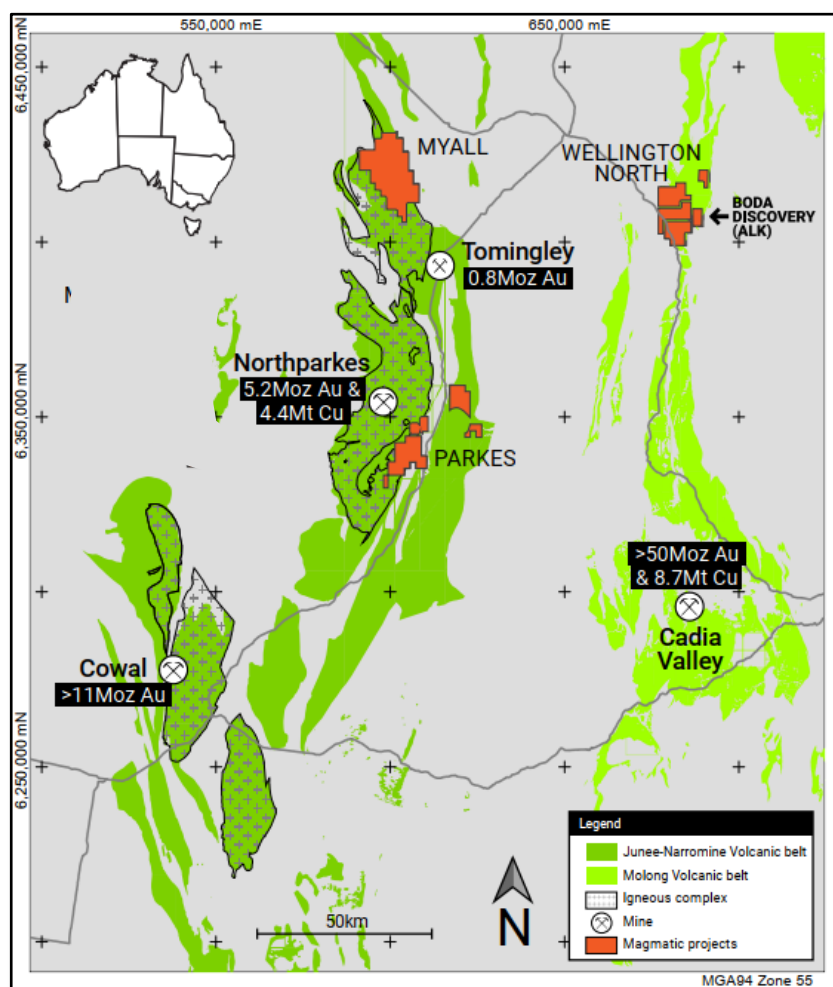 550,000 mE
650,000 mE
6,450,000 mN
MYALL
WELLINGTON
NORTH
BODA
DISCOVERY
(ALK)
Tomingley
0.8Moz Au
Northparkes
5.2Moz Au &
4.4Mt Cu
6,350,000 mN
PARKES
>50Moz Au
& 8.7Mt Cu
Cadia
Valley
Cowal
>11Moz Au
6,250,000 mN
50km
N
Legend
Junee-Narromine Volcanic belt
Molong Volcanic belt
Igneous complex
Mine
Magmatic projects
MGA94 Zone 55